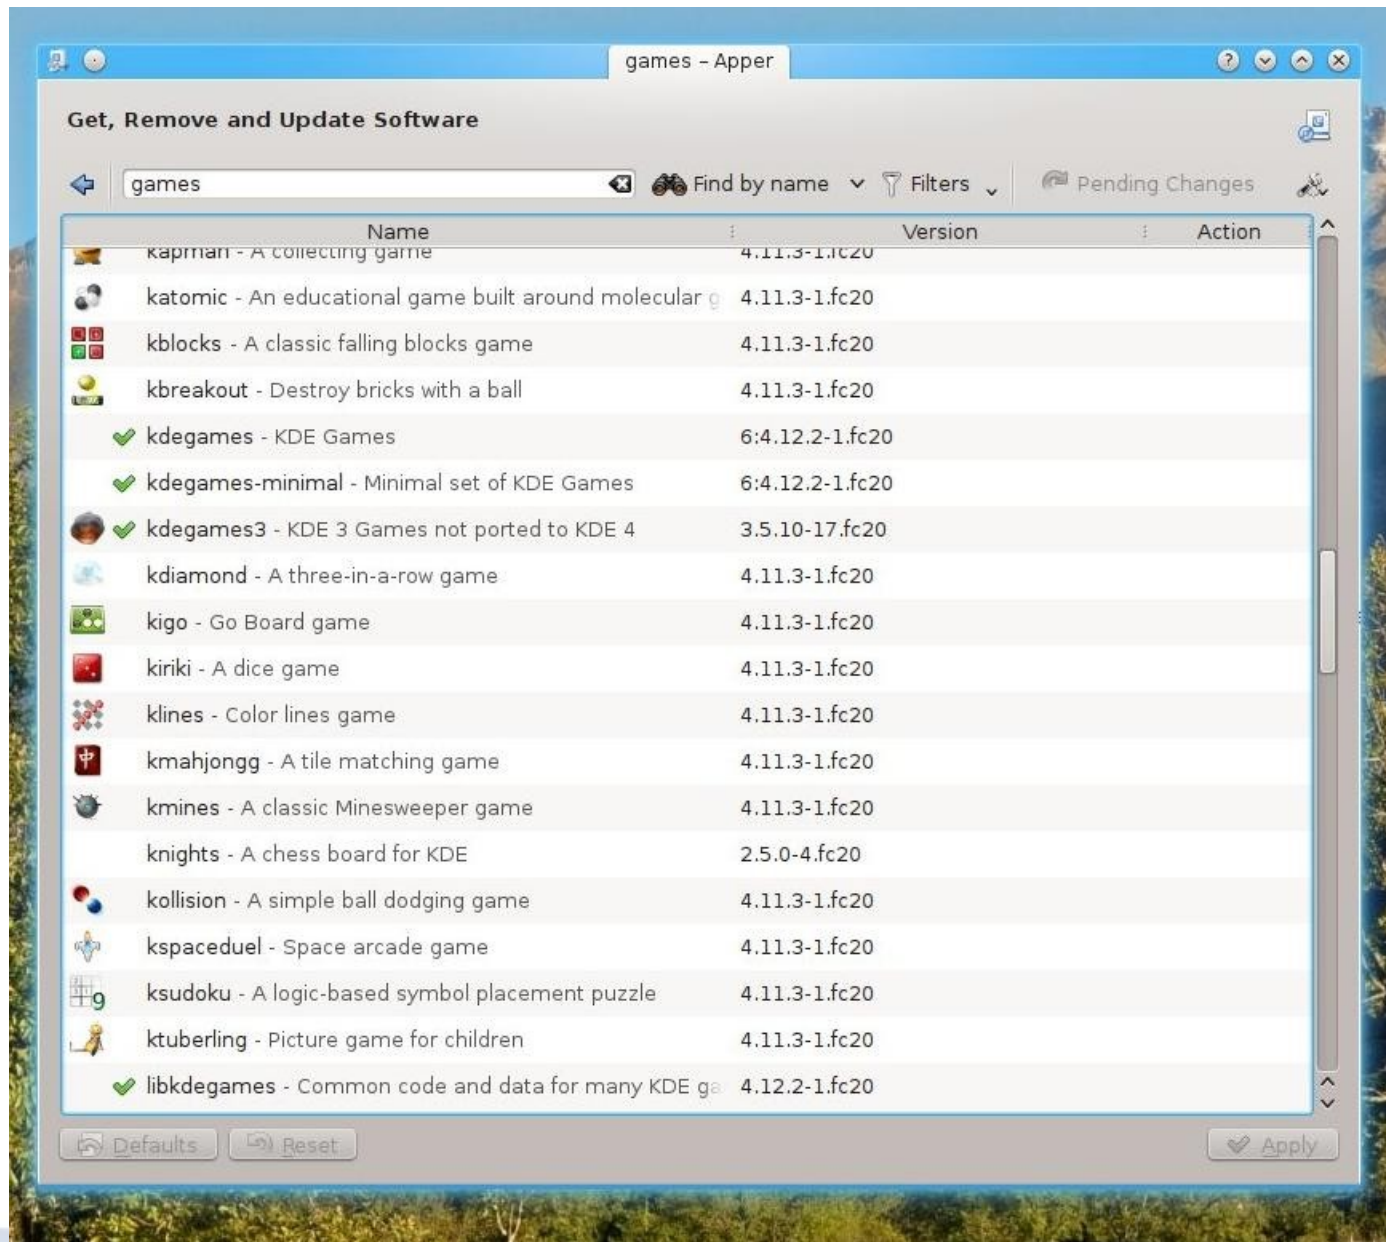 games – Apper
Get, Remove and Update Software
games Find by name Filters Pending Changes
Name Version Action
kapman - A collecting game 4.11.3-1.fc20
katomic - An educational game built around molecular g 4.11.3-1.fc20
kblocks - A classic falling blocks game 4.11.3-1.fc20
kbreakout - Destroy bricks with a ball 4.11.3-1.fc20
kdegames - KDE Games 6:4.12.2-1.fc20
kdegames-minimal - Minimal set of KDE Games 6:4.12.2-1.fc20
kdegames3 - KDE 3 Games not ported to KDE 4 3.5.10-17.fc20
kdiamond - A three-in-a-row game 4.11.3-1.fc20
kigo - Go Board game 4.11.3-1.fc20
kiriki - A dice game 4.11.3-1.fc20
klines - Color lines game 4.11.3-1.fc20
kmahjongg - A tile matching game 4.11.3-1.fc20
kmines - A classic Minesweeper game 4.11.3-1.fc20
knights - A chess board for KDE 2.5.0-4.fc20
kollision - A simple ball dodging game 4.11.3-1.fc20
kspaceduel - Space arcade game 4.11.3-1.fc20
ksudoku - A logic-based symbol placement puzzle 4.11.3-1.fc20
ktuberling - Picture game for children 4.11.3-1.fc20
libkdegames - Common code and data for many KDE ga 4.12.2-1.fc20
Defaults Reset Apply